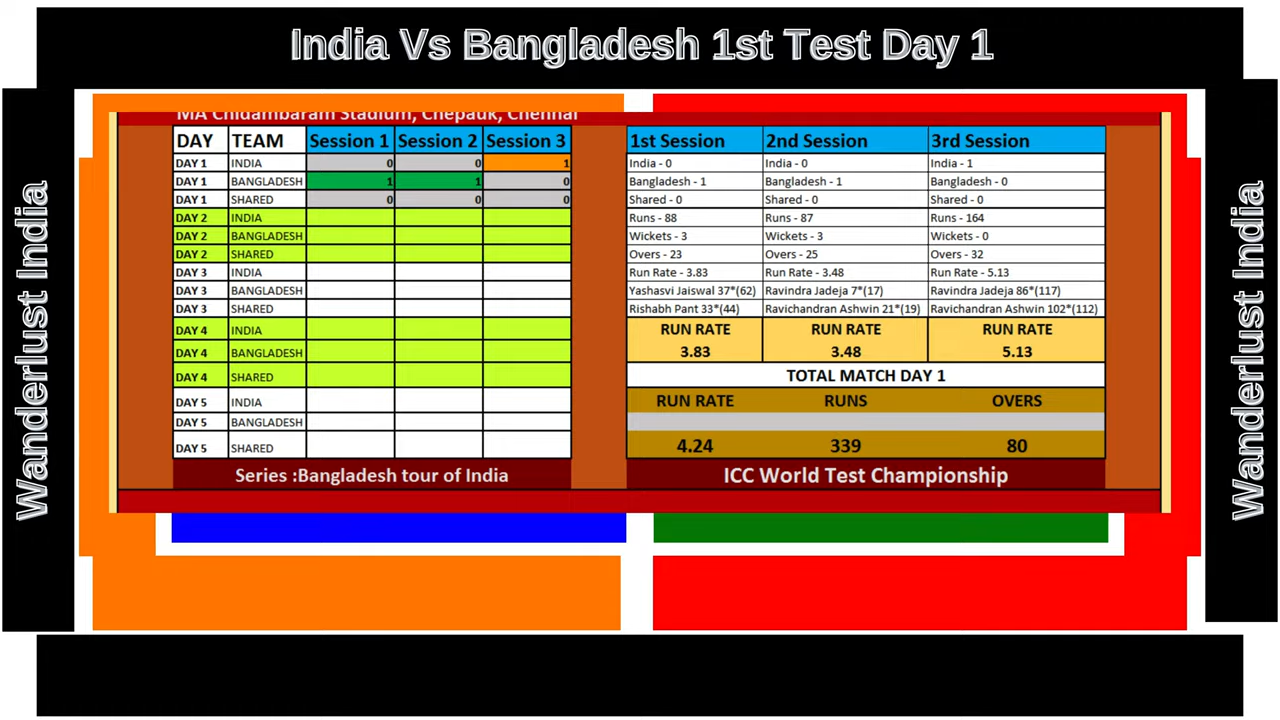 India Vs Bangladesh 1st Test Day 1
Wanderlust India
MA Chidambaram Stadium, Chepauk, Chennai
DAY TEAM Session 1 Session 2 Session 3
DAY 1 INDIA 0 0 1
DAY 1 BANGLADESH 1 1 0
DAY 1 SHARED 0 0 0
DAY 2 INDIA
DAY 2 BANGLADESH
DAY 2 SHARED
DAY 3 INDIA
DAY 3 BANGLADESH
DAY 3 SHARED
DAY 4 INDIA
DAY 4 BANGLADESH
DAY 4 SHARED
DAY 5 INDIA
DAY 5 BANGLADESH
DAY 5 SHARED
Series :Bangladesh tour of India
1st Session 2nd Session 3rd Session
India - 0 India - 0 India - 1
Bangladesh - 1 Bangladesh - 1 Bangladesh - 0
Shared - 0 Shared - 0 Shared - 0
Runs - 88 Runs - 87 Runs - 164
Wickets - 3 Wickets - 3 Wickets - 0
Overs - 23 Overs - 25 Overs - 32
Run Rate - 3.83 Run Rate - 3.48 Run Rate - 5.13
Yashasvi Jaiswal 37*(62) Ravindra Jadeja 7*(17) Ravindra Jadeja 86*(117)
Rishabh Pant 33*(44) Ravichandran Ashwin 21*(19) Ravichandran Ashwin 102*(112)
RUN RATE RUN RATE RUN RATE
3.83 3.48 5.13
TOTAL MATCH DAY 1
RUN RATE RUNS OVERS
4.24 339 80
ICC World Test Championship
Wanderlust India